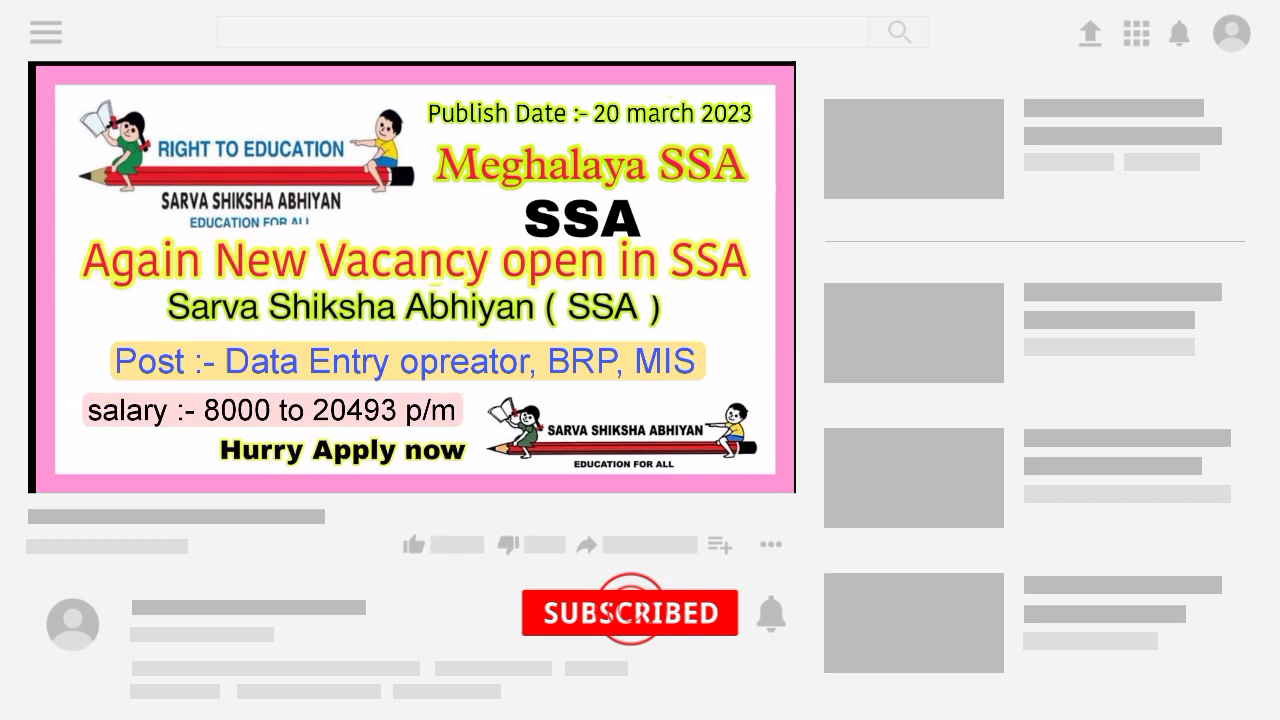 Publish Date :- 20 march 2023
RIGHT TO EDUCATION
SARVA SHIKSHA ABHIYAN
EDUCATION FOR ALL
Meghalaya SSA
SSA
Again New Vacancy open in SSA
Sarva Shiksha Abhiyan ( SSA )
Post :- Data Entry opreator, BRP, MIS
salary :- 8000 to 20493 p/m
Hurry Apply now
SARVA SHIKSHA ABHIYAN
EDUCATION FOR ALL
SUBSCRIBED